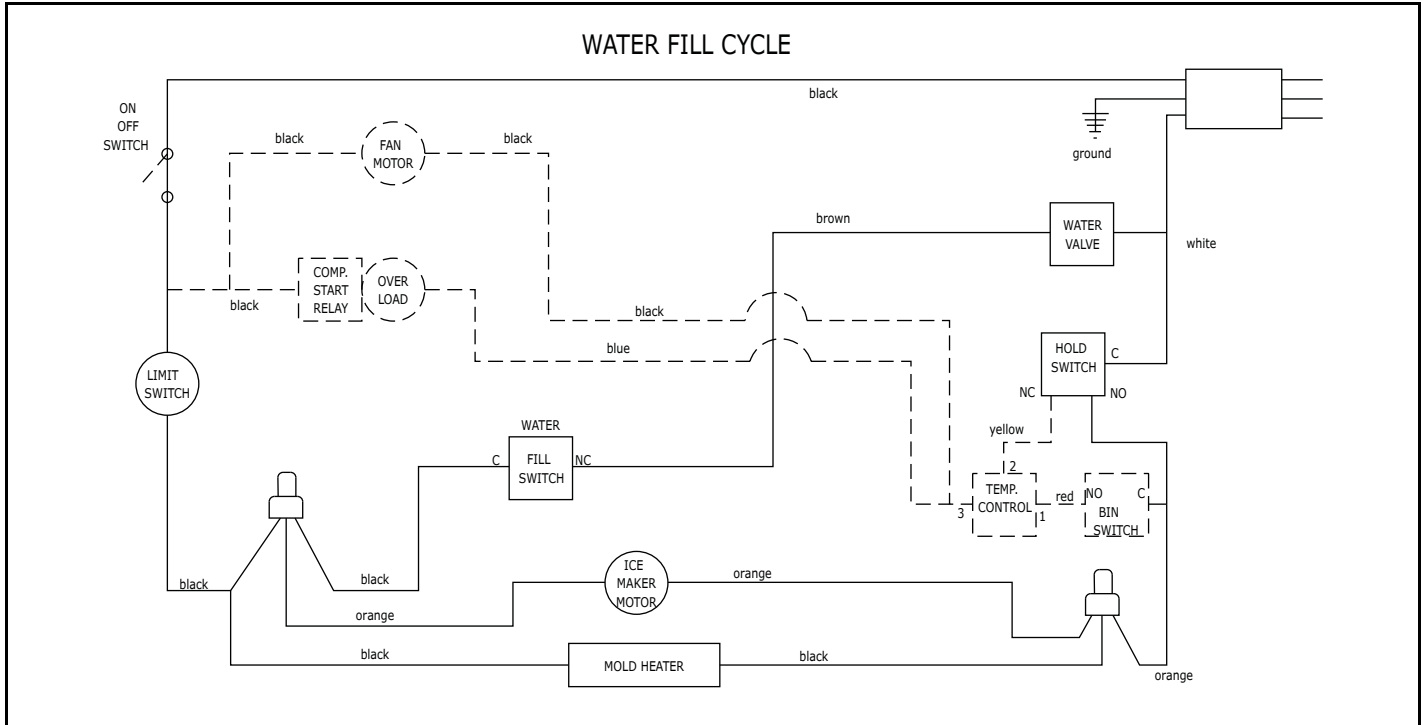 WATER FILL CYCLE
black
ON
OFF
SWITCH
ground
black
FAN
MOTOR
black
brown
WATER
VALVE
white
COMP.
START
RELAY
OVER
LOAD
black
black
blue
HOLD
SWITCH
C
NC
NO
LIMIT
SWITCH
yellow
WATER
C
FILL
SWITCH
NC
2
TEMP.
CONTROL
3
1
red
NO
C
BIN
SWITCH
black
black
ICE
MAKER
MOTOR
orange
orange
black
MOLD HEATER
black
orange